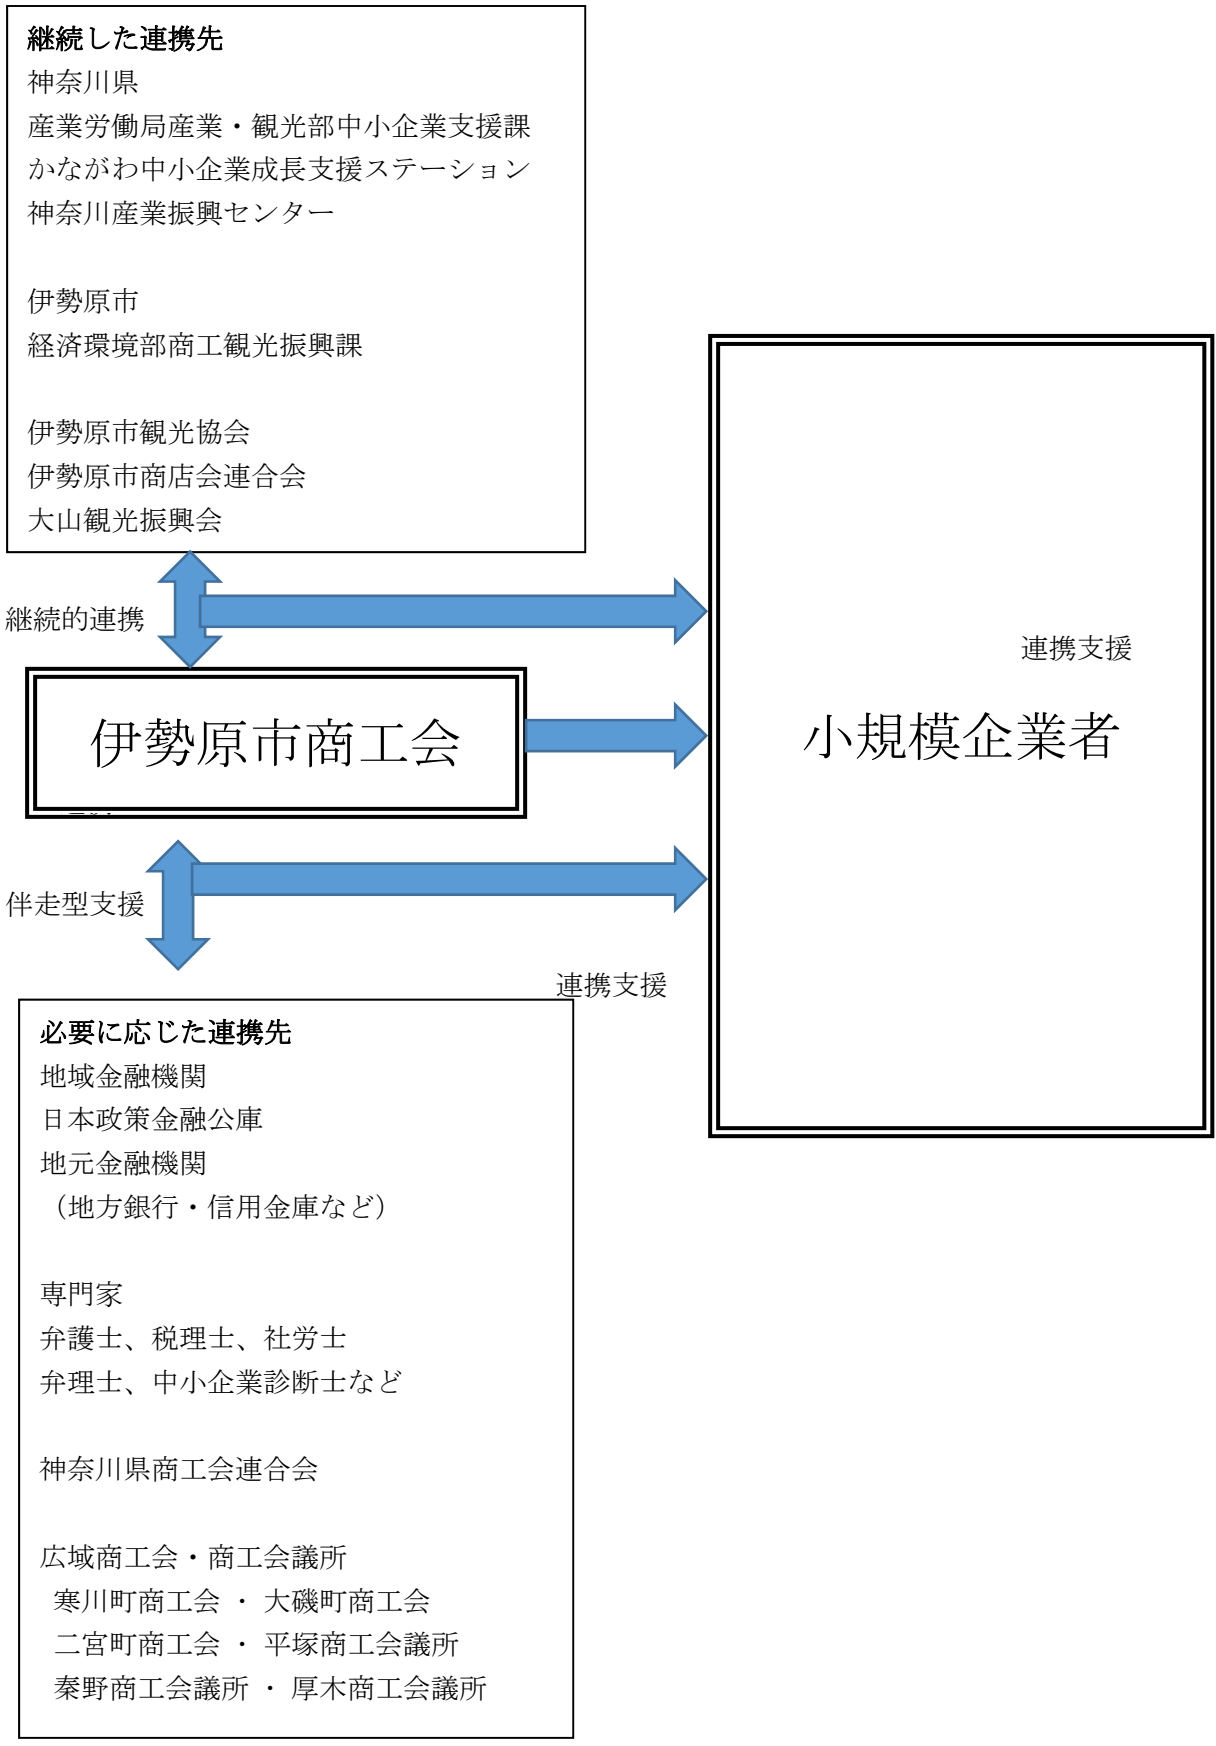 継続した連携先
神奈川県
産業労働局産業・観光部中小企業支援課
かながわ中小企業成長支援ステーション
神奈川産業振興センター
伊勢原市
経済環境部商工観光振興課
伊勢原市観光協会
伊勢原市商店会連合会
大山観光振興会
継続的連携
連携支援
伊勢原市商工会
小規模企業者
伴走型支援
連携支援
必要に応じた連携先
地域金融機関
日本政策金融公庫
地元金融機関
（地方銀行・信用金庫など）
専門家
弁護士、税理士、社労士
弁理士、中小企業診断士など
神奈川県商工会連合会
広域商工会・商工会議所
寒川町商工会 ・ 大磯町商工会
二宮町商工会 ・ 平塚商工会議所
秦野商工会議所 ・ 厚木商工会議所